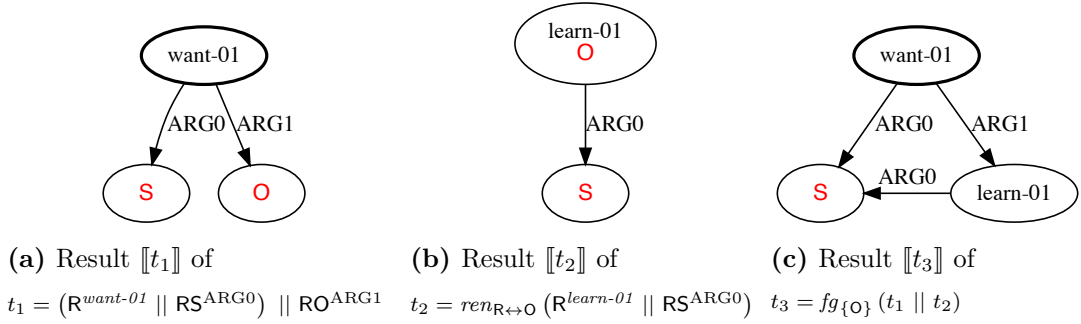 want-01
ARG0 ARG1
S O
learn-01
O
ARG0
S
want-01
ARG0 ARG1
ARG0
S learn-01
(a) Result ⟦t₁⟧ of
t₁ = (R^want-01 || RS^ARG0) || RO^ARG1
(b) Result ⟦t₂⟧ of
t₂ = ren_R↔O (R^learn-01 || RS^ARG0)
(c) Result ⟦t₃⟧ of
t₃ = fg_{O} (t₁ || t₂)